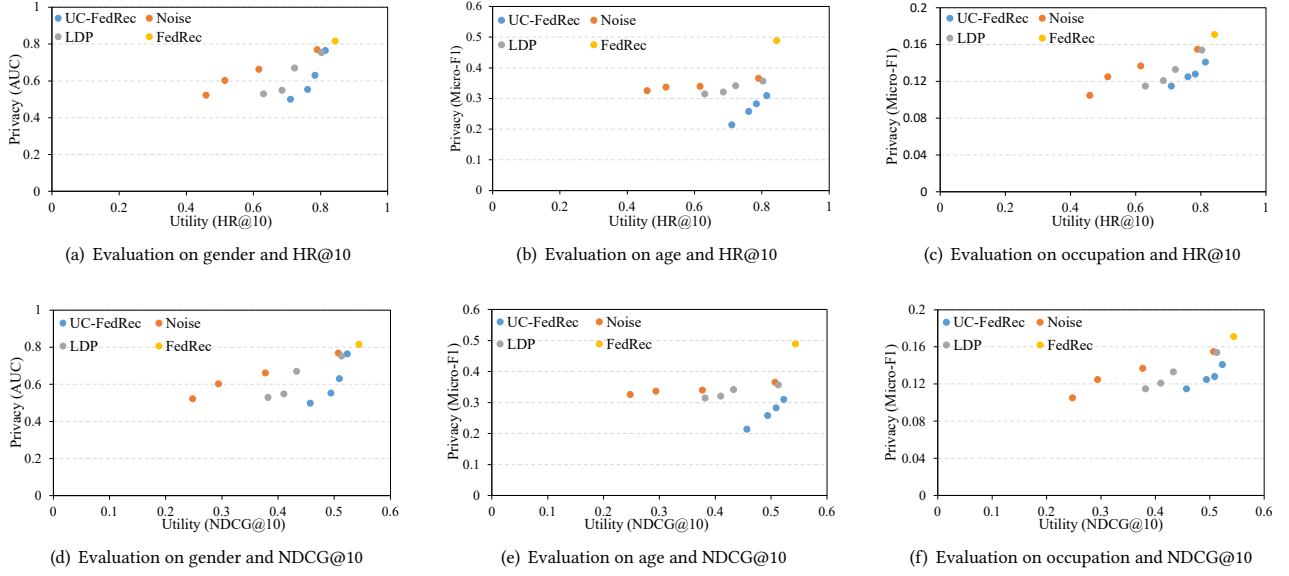 Privacy (AUC)
1
0.8
0.6
0.4
0.2
0
UC-FedRec Noise
LDP FedRec
0 0.2 0.4 0.6 0.8 1
Utility (HR@10)
(a) Evaluation on gender and HR@10
Privacy (Micro-F1)
0.6
0.5
0.4
0.3
0.2
0.1
0
UC-FedRec Noise
LDP FedRec
0 0.2 0.4 0.6 0.8 1
Utility (HR@10)
(b) Evaluation on age and HR@10
Privacy (Micro-F1)
0.2
0.16
0.12
0.08
0.04
0
UC-FedRec Noise
LDP FedRec
0 0.2 0.4 0.6 0.8 1
Utility (HR@10)
(c) Evaluation on occupation and HR@10
Privacy (AUC)
1
0.8
0.6
0.4
0.2
0
UC-FedRec Noise
LDP FedRec
0 0.1 0.2 0.3 0.4 0.5 0.6
Utility (NDCG@10)
(d) Evaluation on gender and NDCG@10
Privacy (Micro-F1)
0.6
0.5
0.4
0.3
0.2
0.1
0
UC-FedRec Noise
LDP FedRec
0 0.1 0.2 0.3 0.4 0.5 0.6
Utility (NDCG@10)
(e) Evaluation on age and NDCG@10
Privacy (Micro-F1)
0.2
0.16
0.12
0.08
0.04
0
UC-FedRec Noise
LDP FedRec
0 0.1 0.2 0.3 0.4 0.5 0.6
Utility (NDCG@10)
(f) Evaluation on occupation and NDCG@10